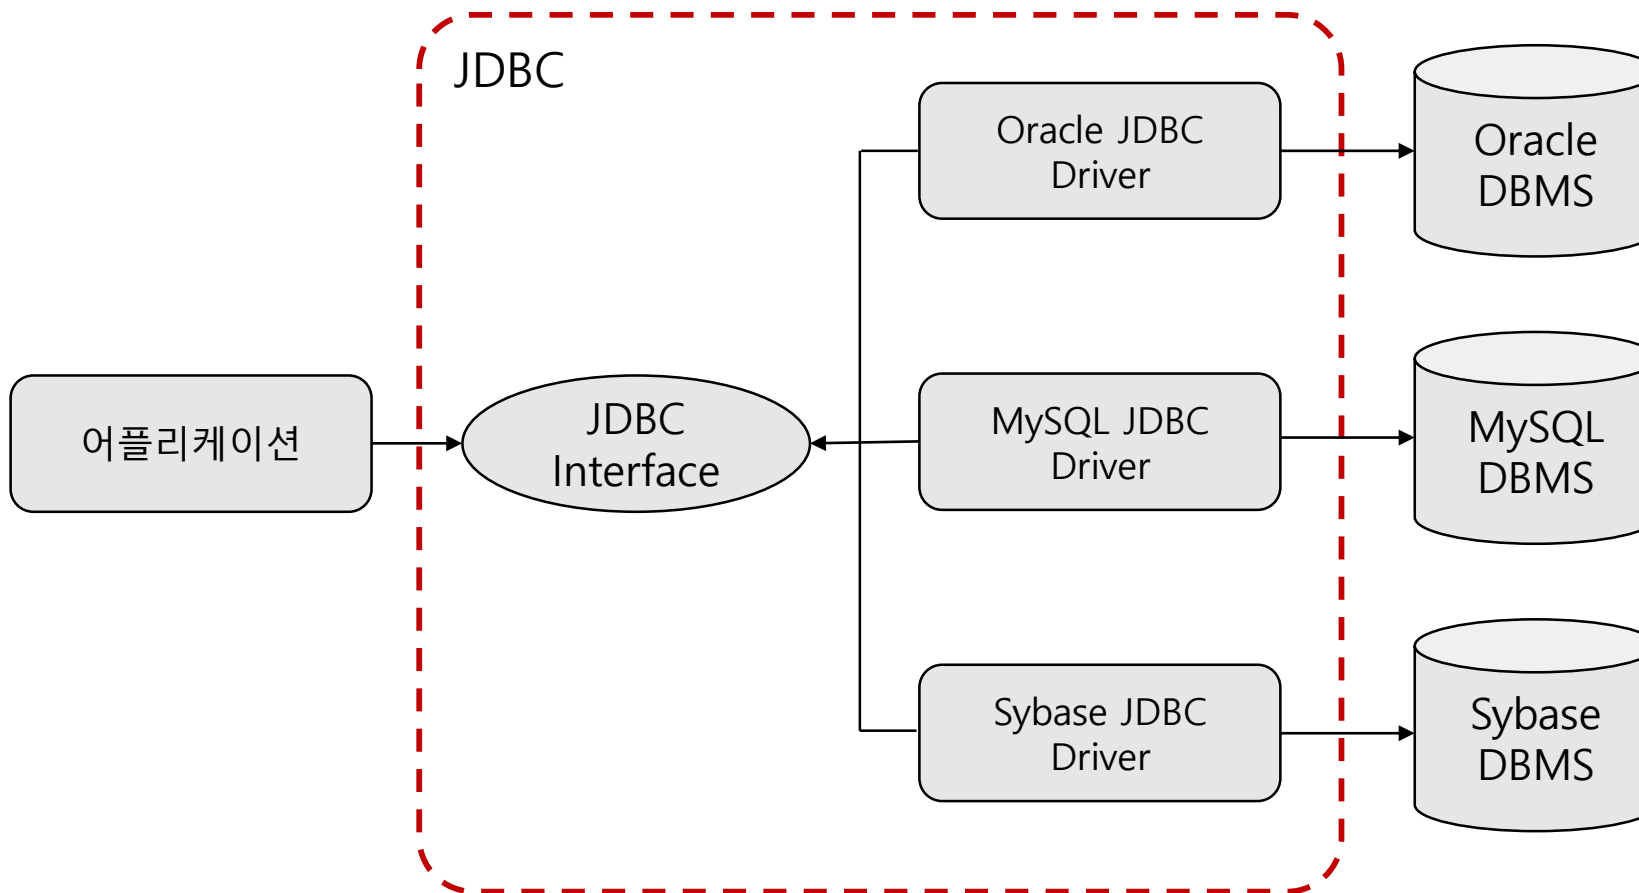 JDBC
Oracle JDBC
Driver
Oracle
DBMS
어플리케이션
JDBC
Interface
MySQL JDBC
Driver
MySQL
DBMS
Sybase JDBC
Driver
Sybase
DBMS